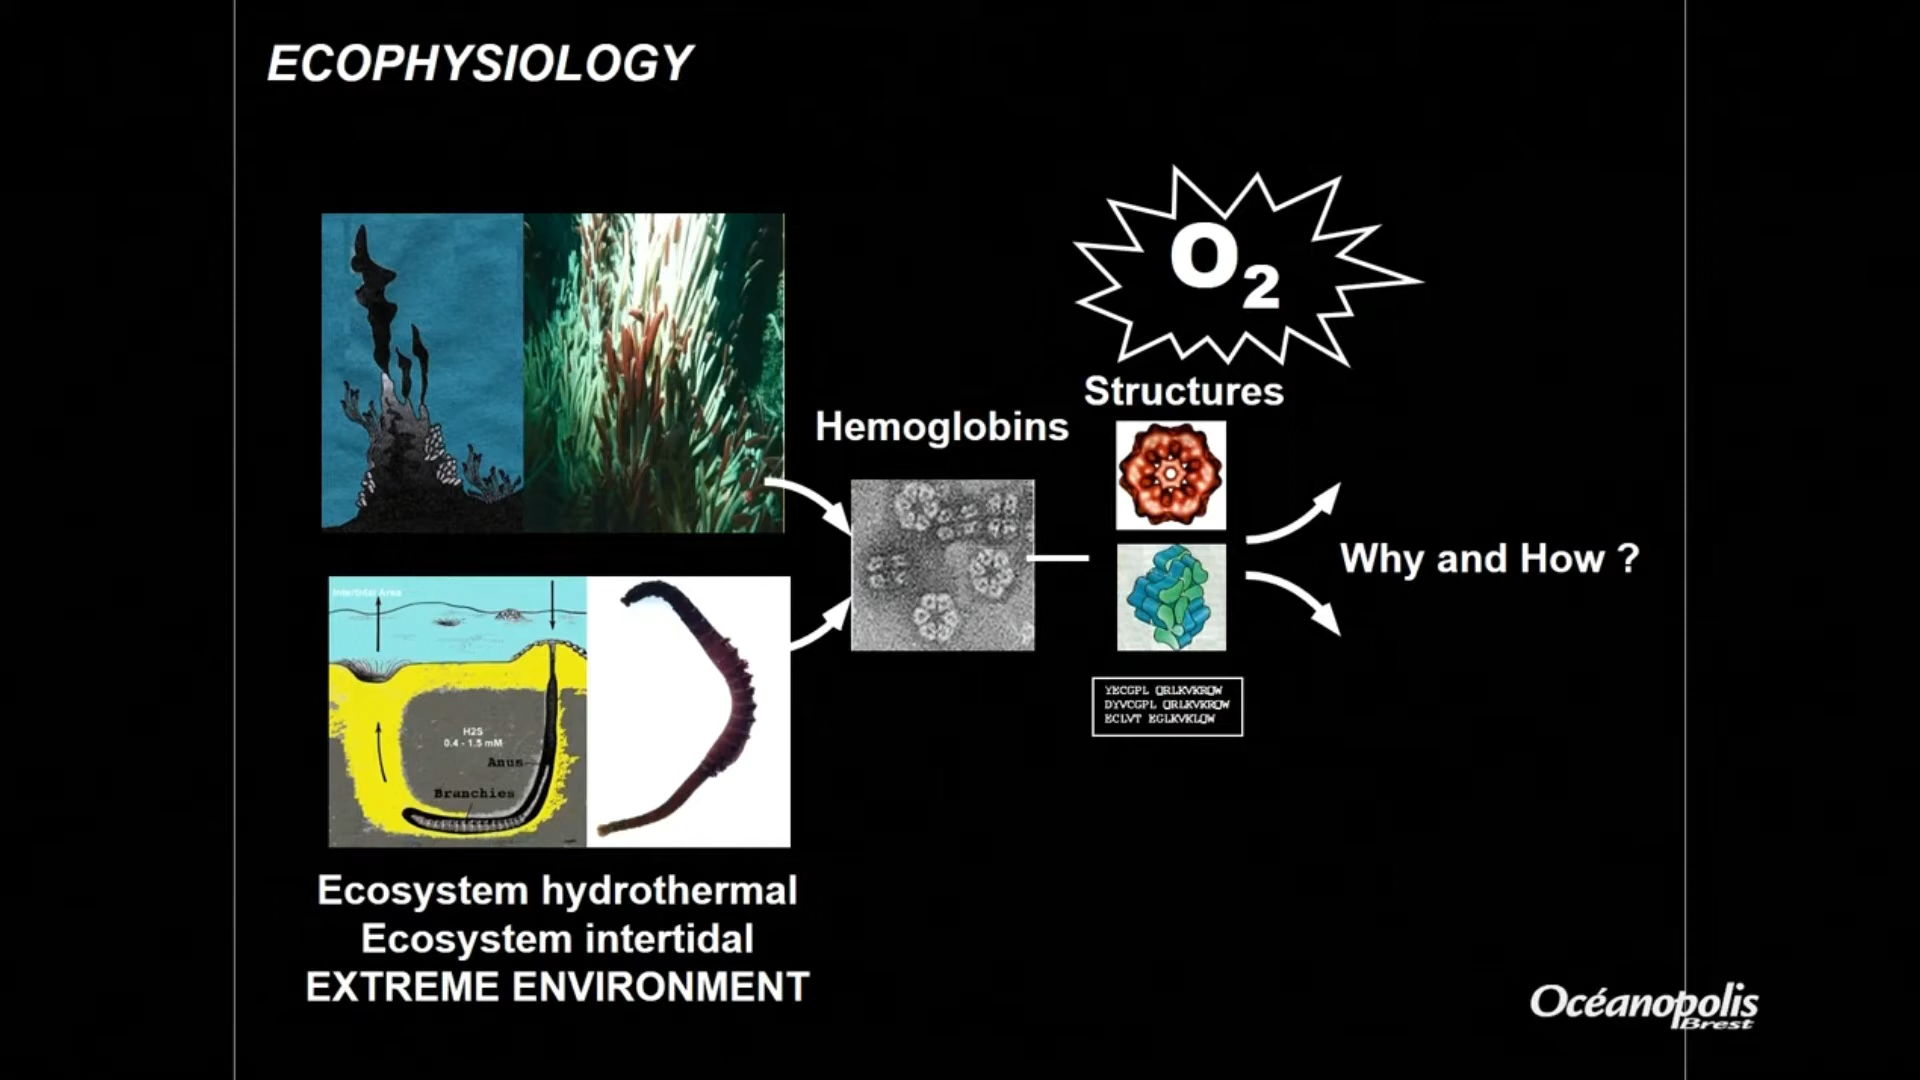 ECOPHYSIOLOGY
O2
Structures
Hemoglobins
Why and How ?
YECGPL QRLKVKRQW
DYVCGPL QRLKVKRQW
ECLVT EGLKVKLQW
Intertidal Area
H2S
0.4 - 1.5 mM
Anus
Branchies
Ecosystem hydrothermal
Ecosystem intertidal
EXTREME ENVIRONMENT
Océanopolis
Brest